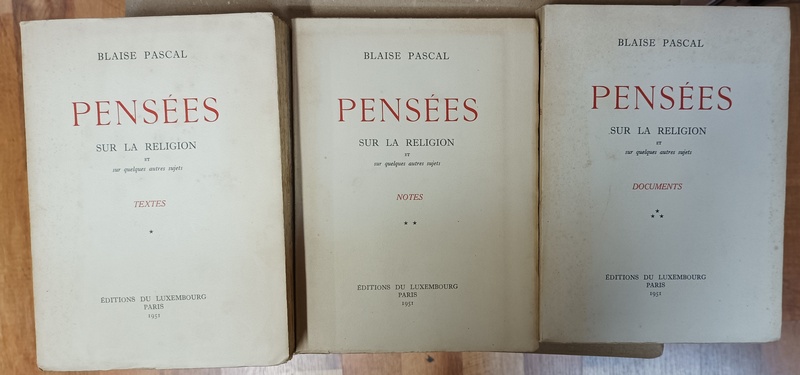 BLAISE PASCAL
PENSÉES
SUR LA RELIGION
et
sur quelques autres sujets
TEXTES
★
ÉDITIONS DU LUXEMBOURG
PARIS
1951
BLAISE PASCAL
PENSÉES
SUR LA RELIGION
et
sur quelques autres sujets
NOTES
★ ★
ÉDITIONS DU LUXEMBOURG
PARIS
1951
BLAISE PASCAL
PENSÉES
SUR LA RELIGION
et
sur quelques autres sujets
DOCUMENTS
★
★ ★
ÉDITIONS DU LUXEMBOURG
PARIS
1951